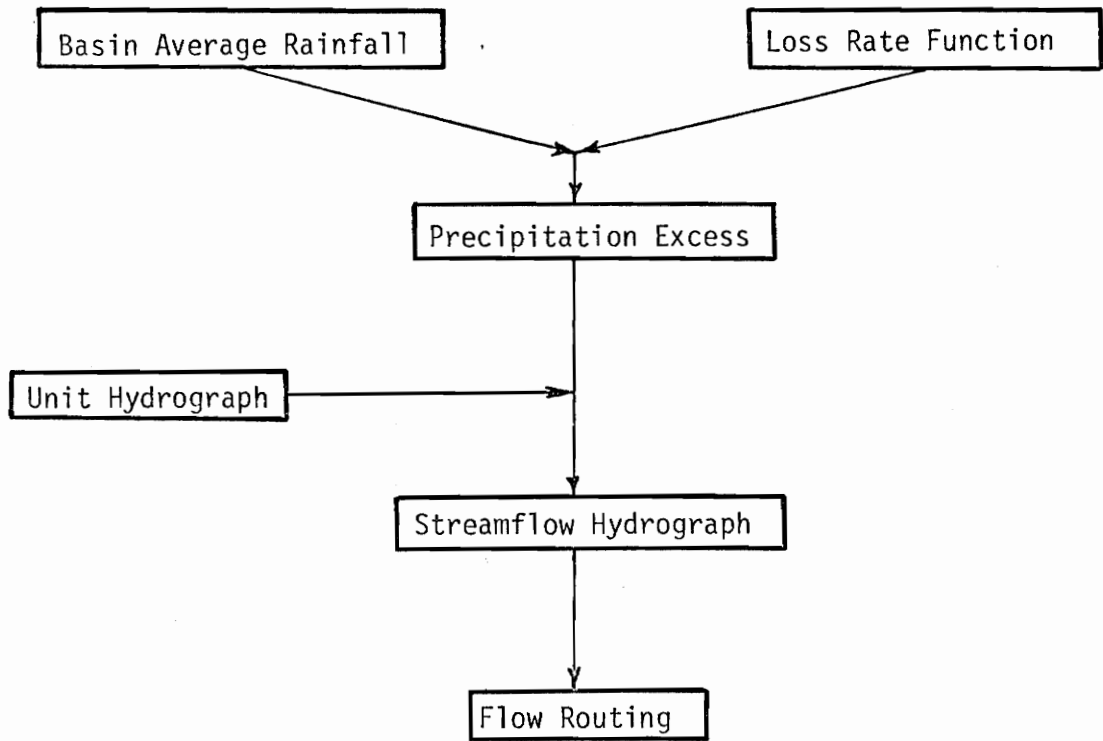 Basin Average Rainfall
Loss Rate Function
Precipitation Excess
Unit Hydrograph
Streamflow Hydrograph
Flow Routing